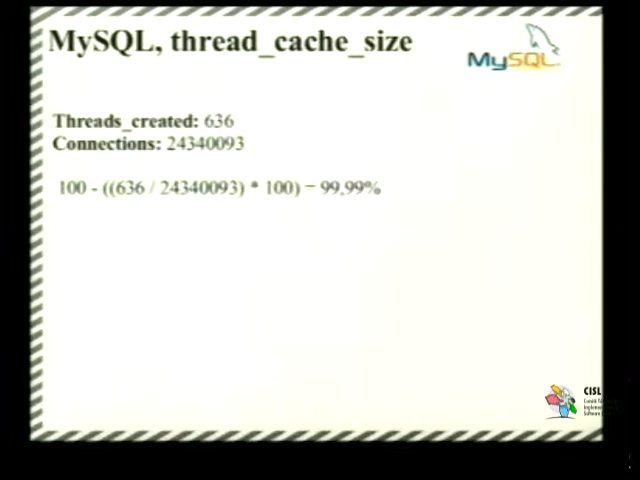 MySQL, thread_cache_size
MySQL
Threads_created: 636
Connections: 24340093
100 - ((636 / 24340093) * 100) = 99,99%
CISL